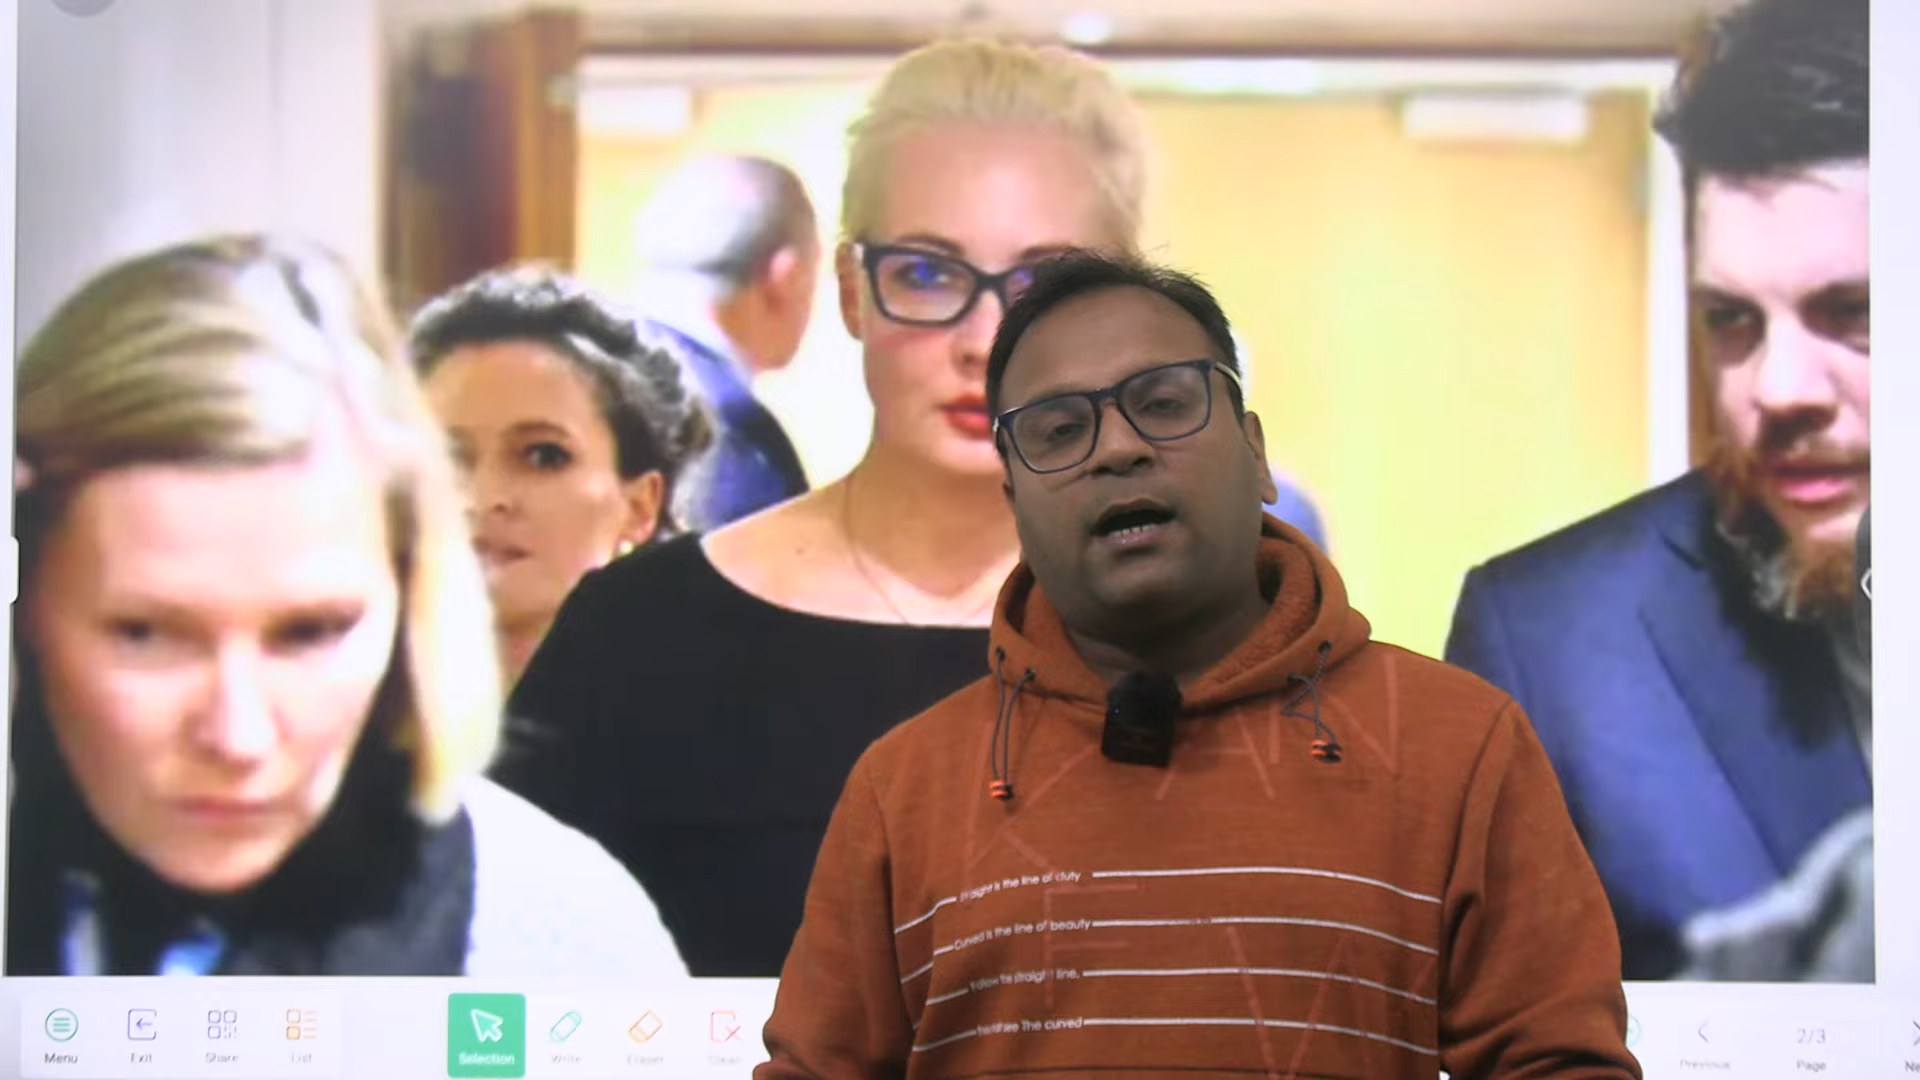 Straight is the line of duty
Curved is the line of beauty
Follow the straight line,
The curved
Menu
Exit
Share
List
Selection
Write
Eraser
Clear
Previous
2/3
Page